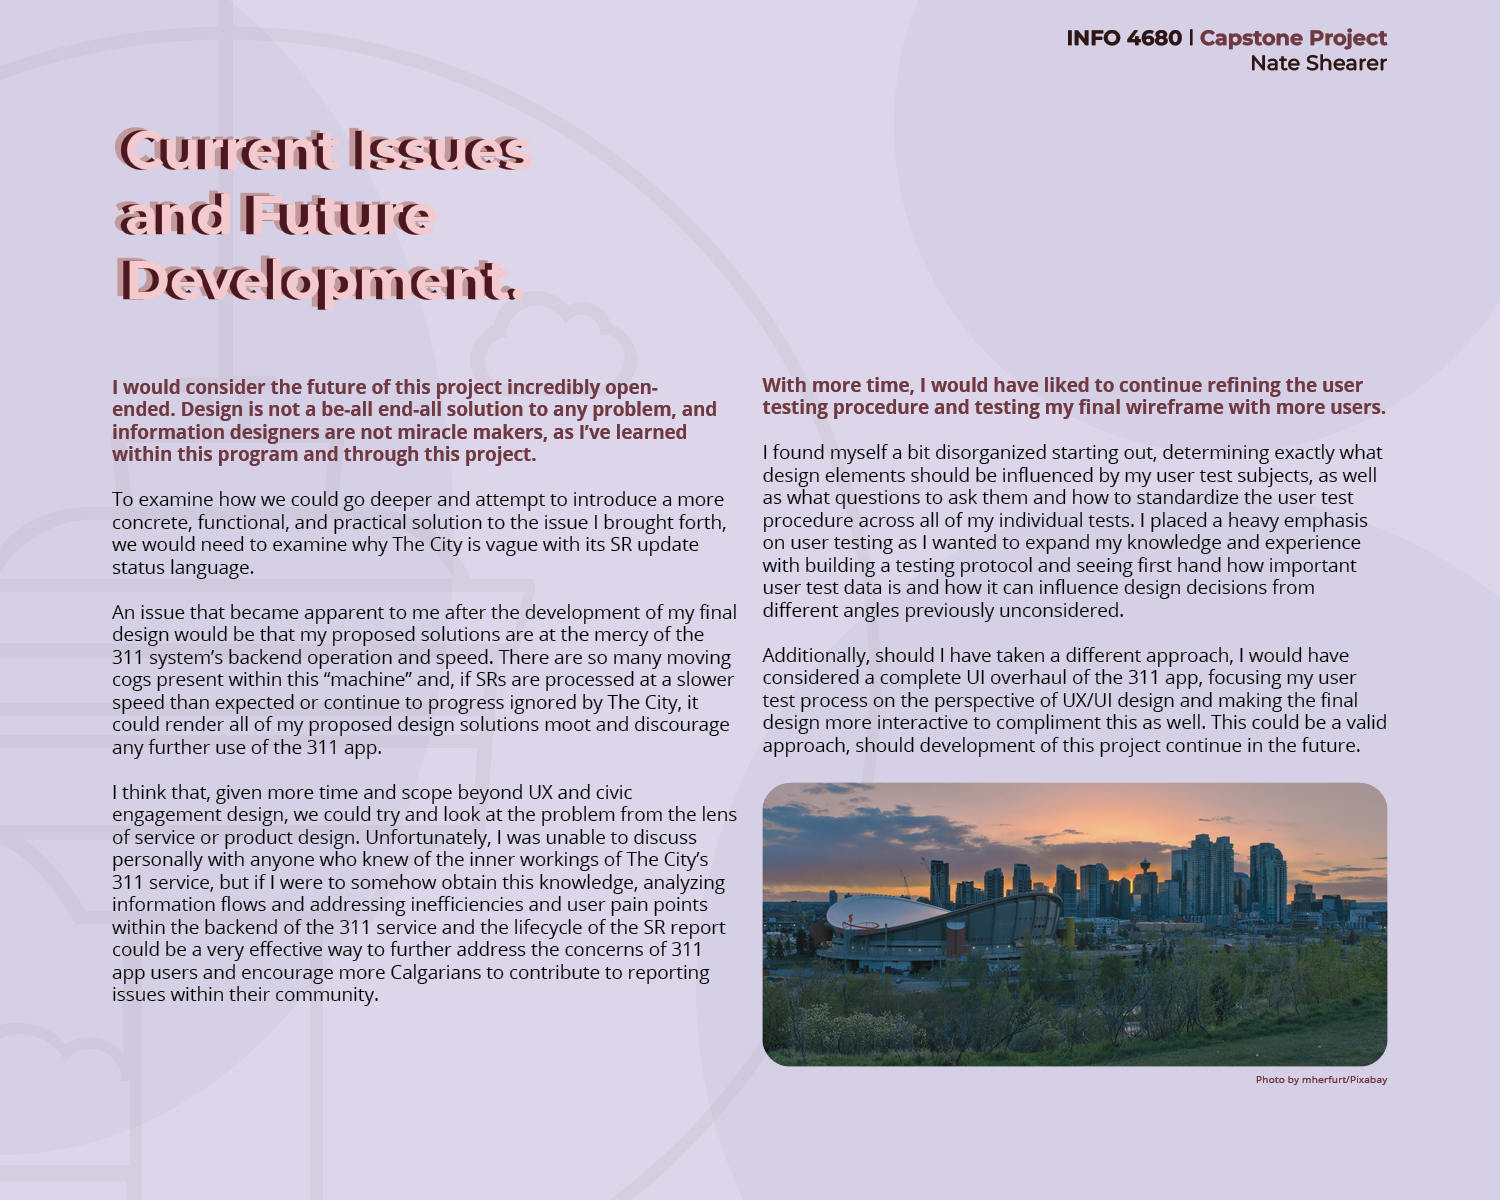 INFO 4680 | Capstone Project
Nate Shearer
Current Issues
and Future
Development.
I would consider the future of this project incredibly open-
ended. Design is not a be-all end-all solution to any problem, and
information designers are not miracle makers, as I’ve learned
within this program and through this project.
To examine how we could go deeper and attempt to introduce a more
concrete, functional, and practical solution to the issue I brought forth,
we would need to examine why The City is vague with its SR update
status language.
An issue that became apparent to me after the development of my final
design would be that my proposed solutions are at the mercy of the
311 system’s backend operation and speed. There are so many moving
cogs present within this “machine” and, if SRs are processed at a slower
speed than expected or continue to progress ignored by The City, it
could render all of my proposed design solutions moot and discourage
any further use of the 311 app.
I think that, given more time and scope beyond UX and civic
engagement design, we could try and look at the problem from the lens
of service or product design. Unfortunately, I was unable to discuss
personally with anyone who knew of the inner workings of The City’s
311 service, but if I were to somehow obtain this knowledge, analyzing
information flows and addressing inefficiencies and user pain points
within the backend of the 311 service and the lifecycle of the SR report
could be a very effective way to further address the concerns of 311
app users and encourage more Calgarians to contribute to reporting
issues within their community.
With more time, I would have liked to continue refining the user
testing procedure and testing my final wireframe with more users.
I found myself a bit disorganized starting out, determining exactly what
design elements should be influenced by my user test subjects, as well
as what questions to ask them and how to standardize the user test
procedure across all of my individual tests. I placed a heavy emphasis
on user testing as I wanted to expand my knowledge and experience
with building a testing protocol and seeing first hand how important
user test data is and how it can influence design decisions from
different angles previously unconsidered.
Additionally, should I have taken a different approach, I would have
considered a complete UI overhaul of the 311 app, focusing my user
test process on the perspective of UX/UI design and making the final
design more interactive to compliment this as well. This could be a valid
approach, should development of this project continue in the future.
Photo by mherfurt/Pixabay